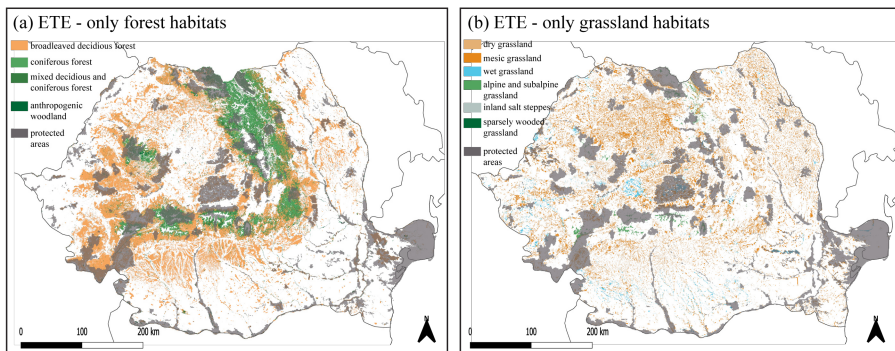 (a) ETE - only forest habitats
broadleaved decidious forest
coniferous forest
mixed decidious and
coniferous forest
anthropogenic
woodland
protected
areas
N
0 100 200 km
(b) ETE - only grassland habitats
dry grassland
mesic grassland
wet grassland
alpine and subalpine
grassland
inland salt steppes
sparsely wooded
grassland
protected
areas
N
0 100 200 km